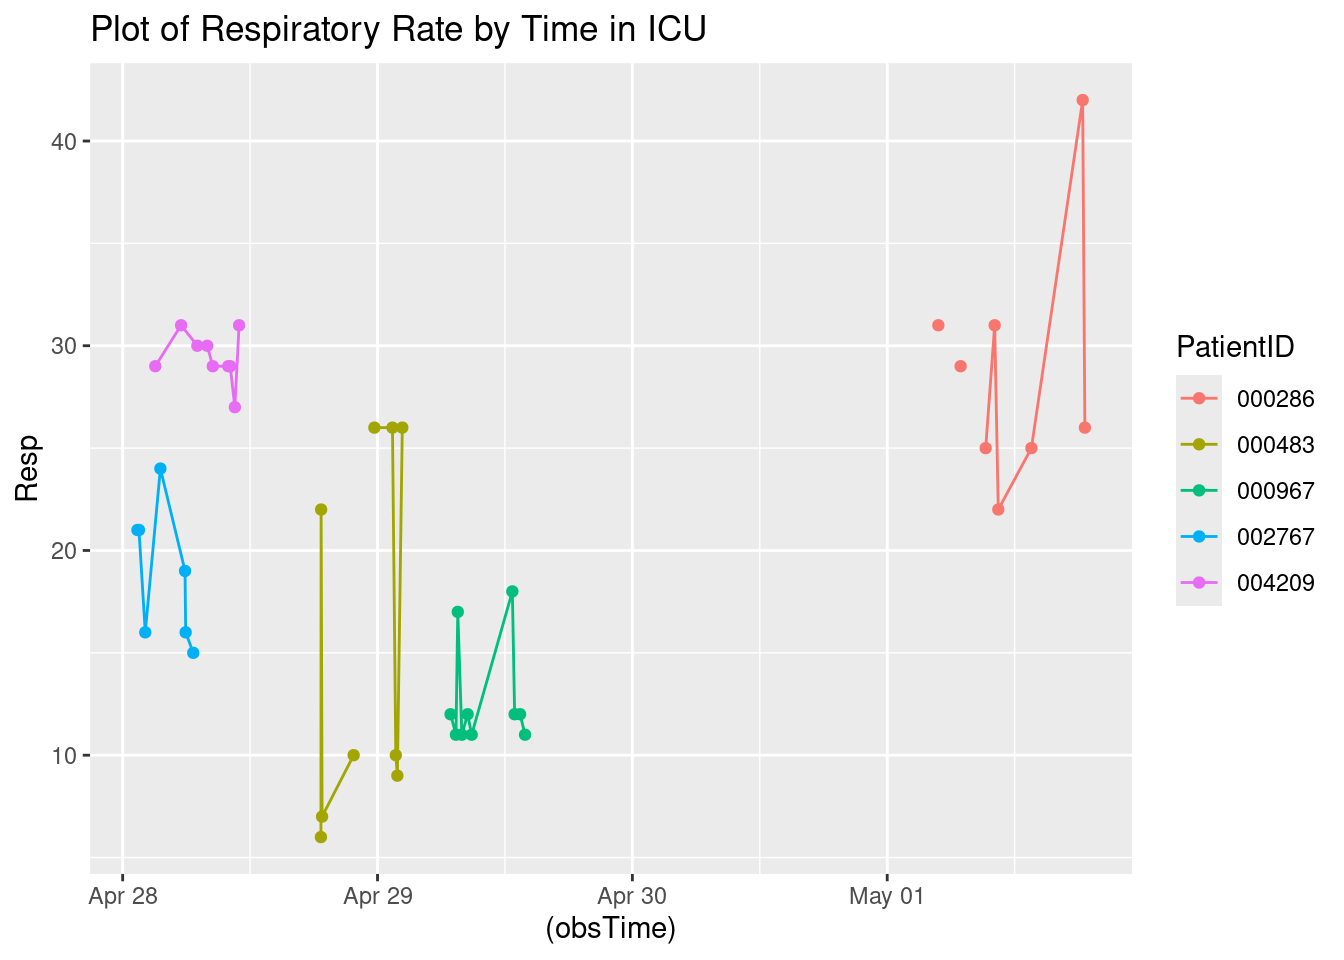 Plot of Respiratory Rate by Time in ICU
40
30
20
10
Resp
Apr 28
Apr 29
Apr 30
May 01
(obsTime)
PatientID
000286
000483
000967
002767
004209